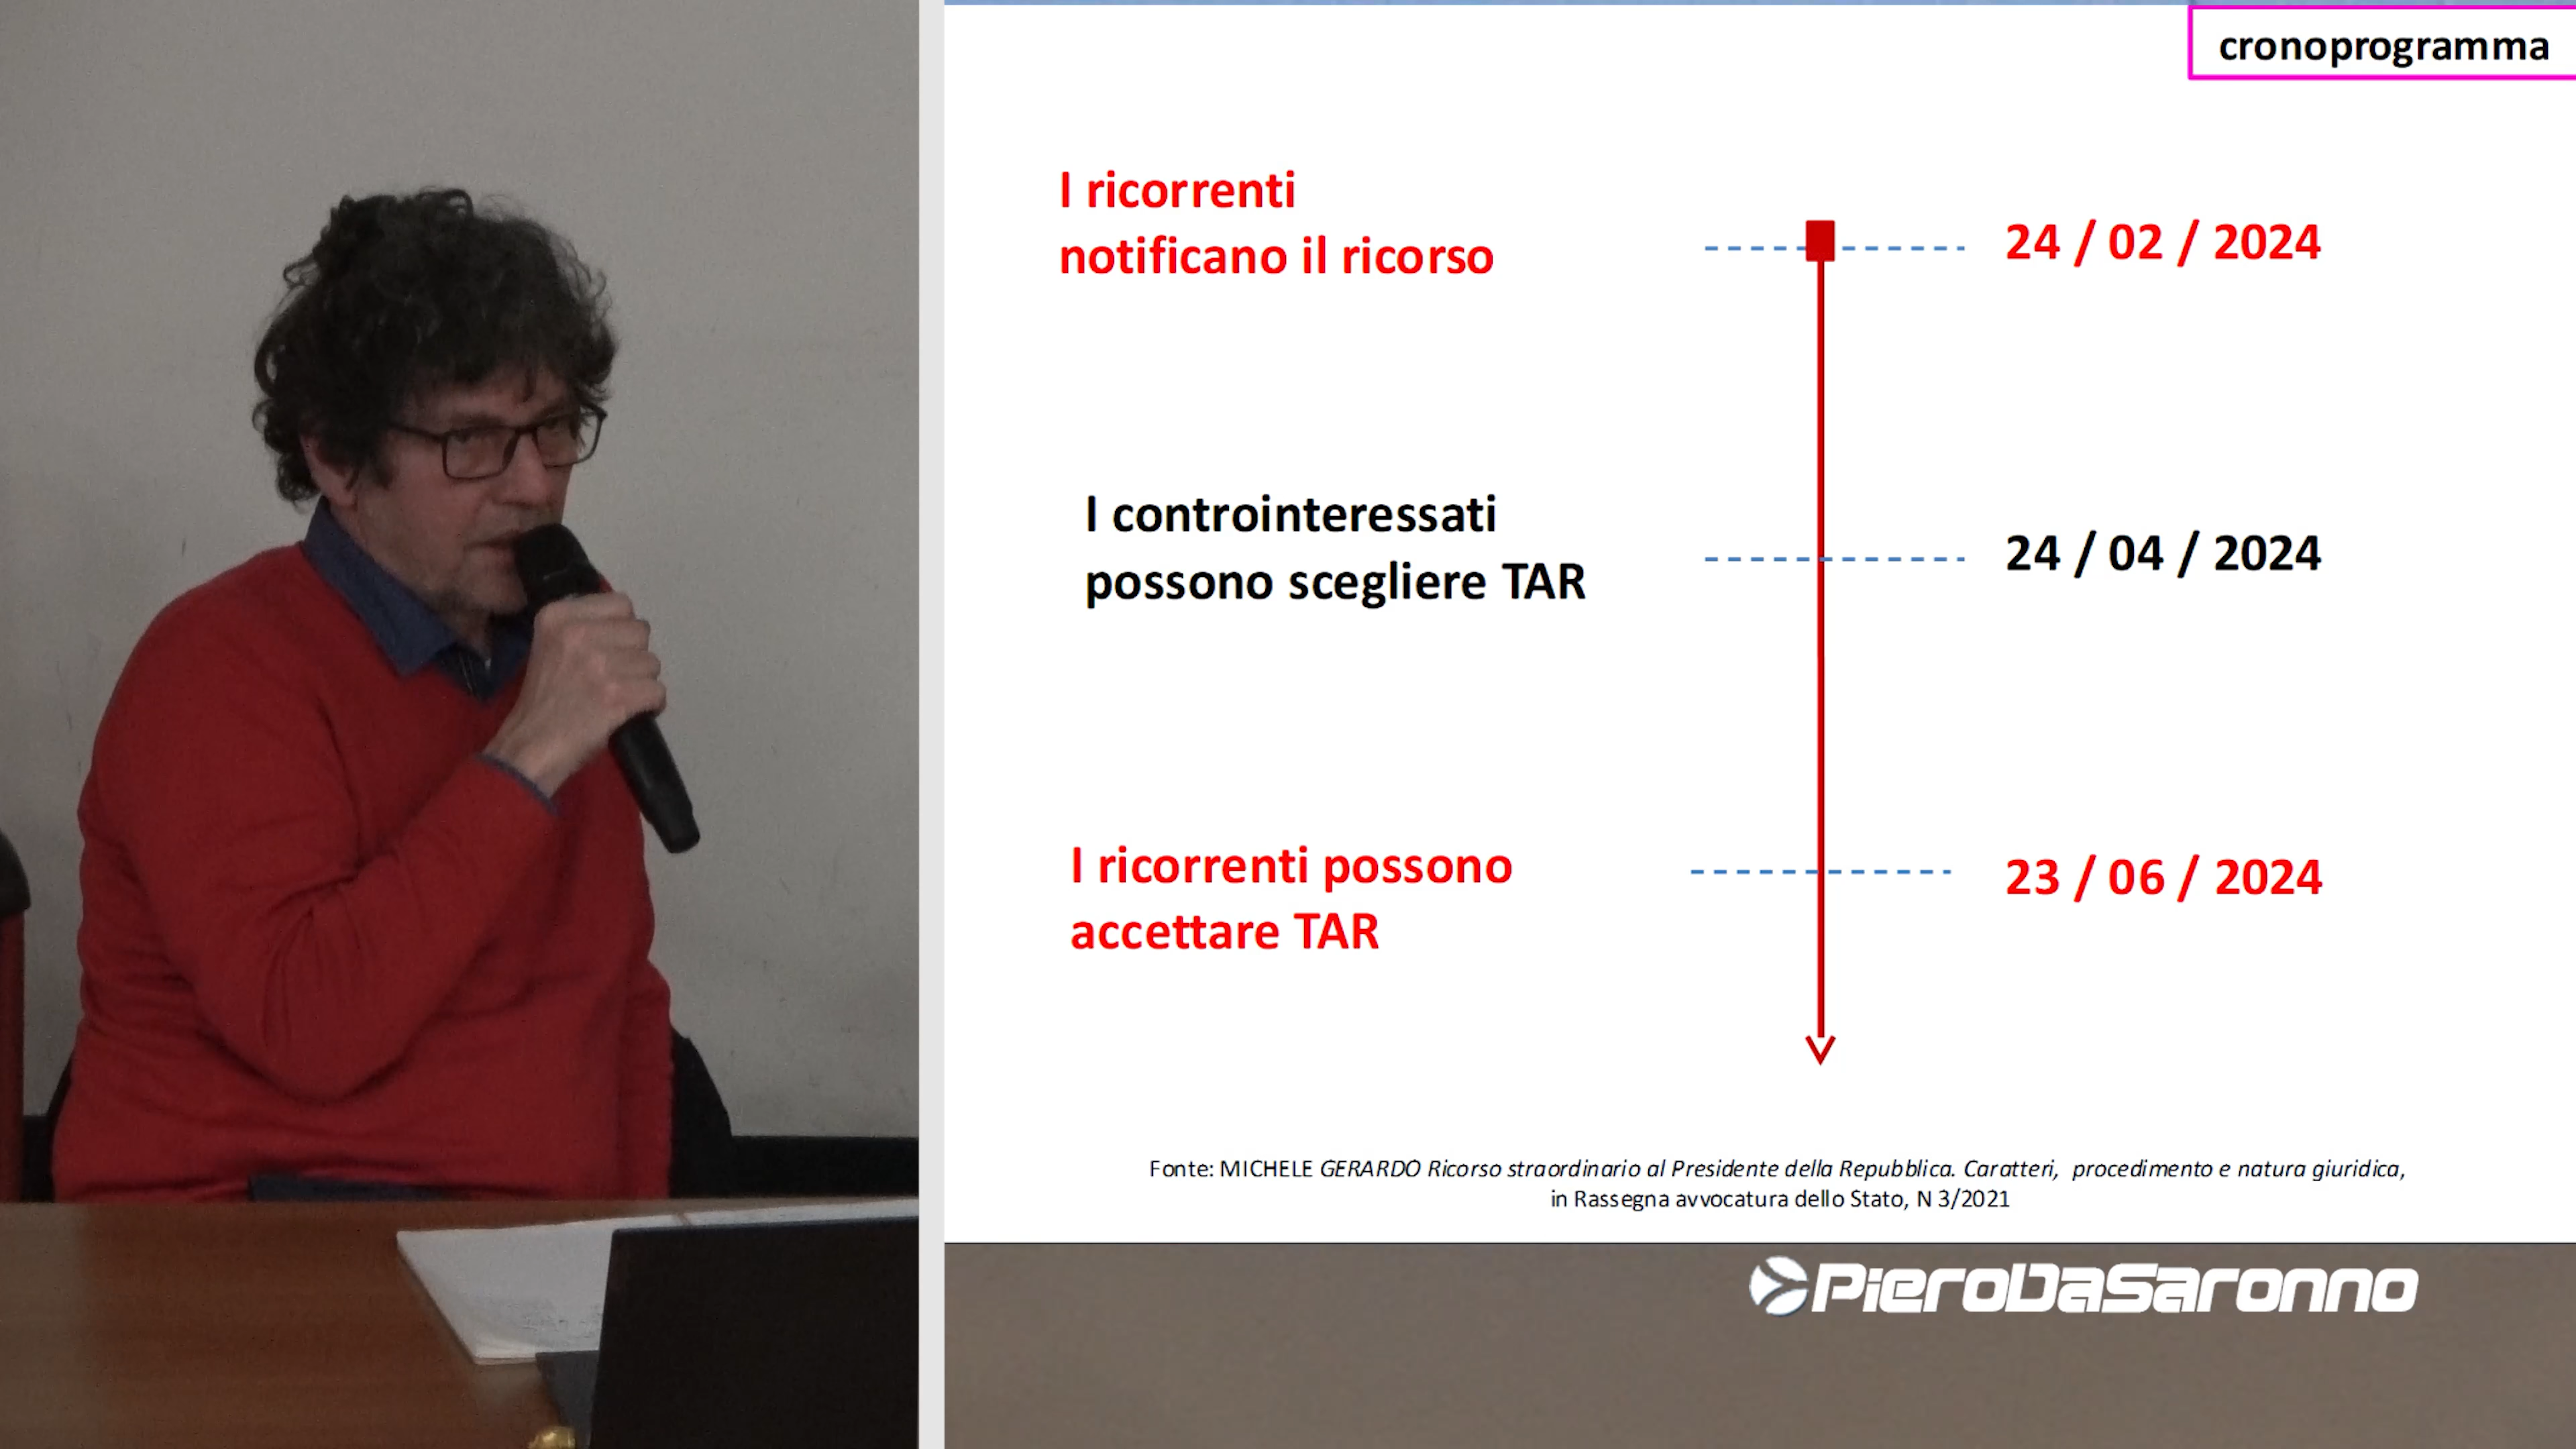 cronoprogramma
I ricorrenti
notificano il ricorso
24 / 02 / 2024
I controinteressati
possono scegliere TAR
24 / 04 / 2024
I ricorrenti possono
accettare TAR
23 / 06 / 2024
Fonte: MICHELE GERARDO Ricorso straordinario al Presidente della Repubblica. Caratteri, procedimento e natura giuridica,
in Rassegna avvocatura dello Stato, N 3/2021
PieroDaSaronno